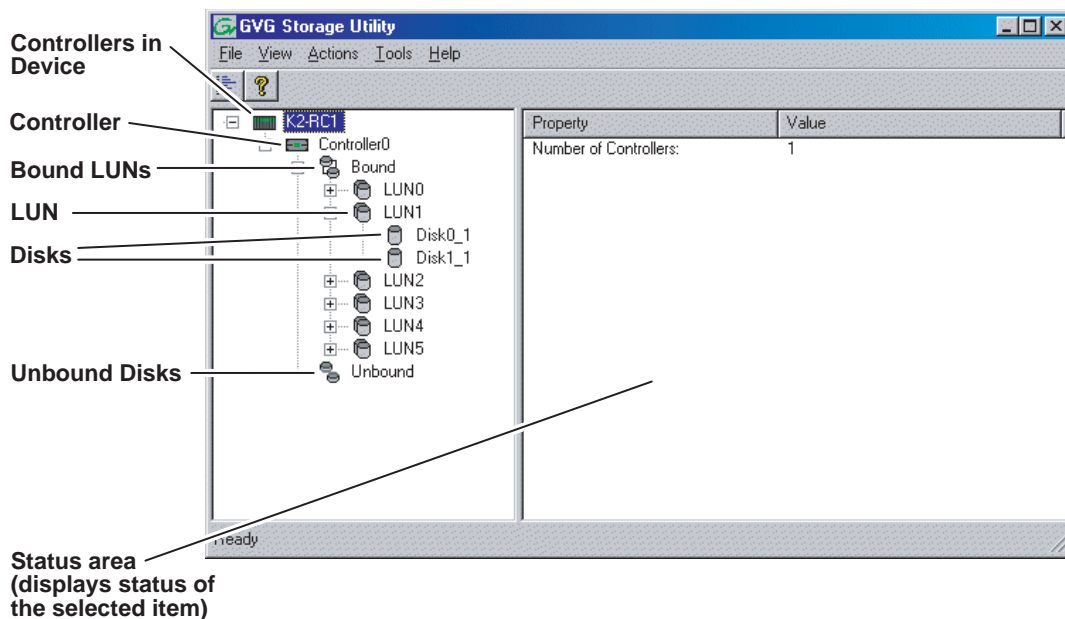 GVG Storage Utility
File View Actions Tools Help
Controllers in
Device
K2-RC1
Property Value
Controller
Controller0
Number of Controllers: 1
Bound LUNs
Bound
LUN0
LUN
LUN1
Disks
Disk0_1
Disk1_1
LUN2
LUN3
LUN4
LUN5
Unbound Disks
Unbound
Ready
Status area
(displays status of
the selected item)